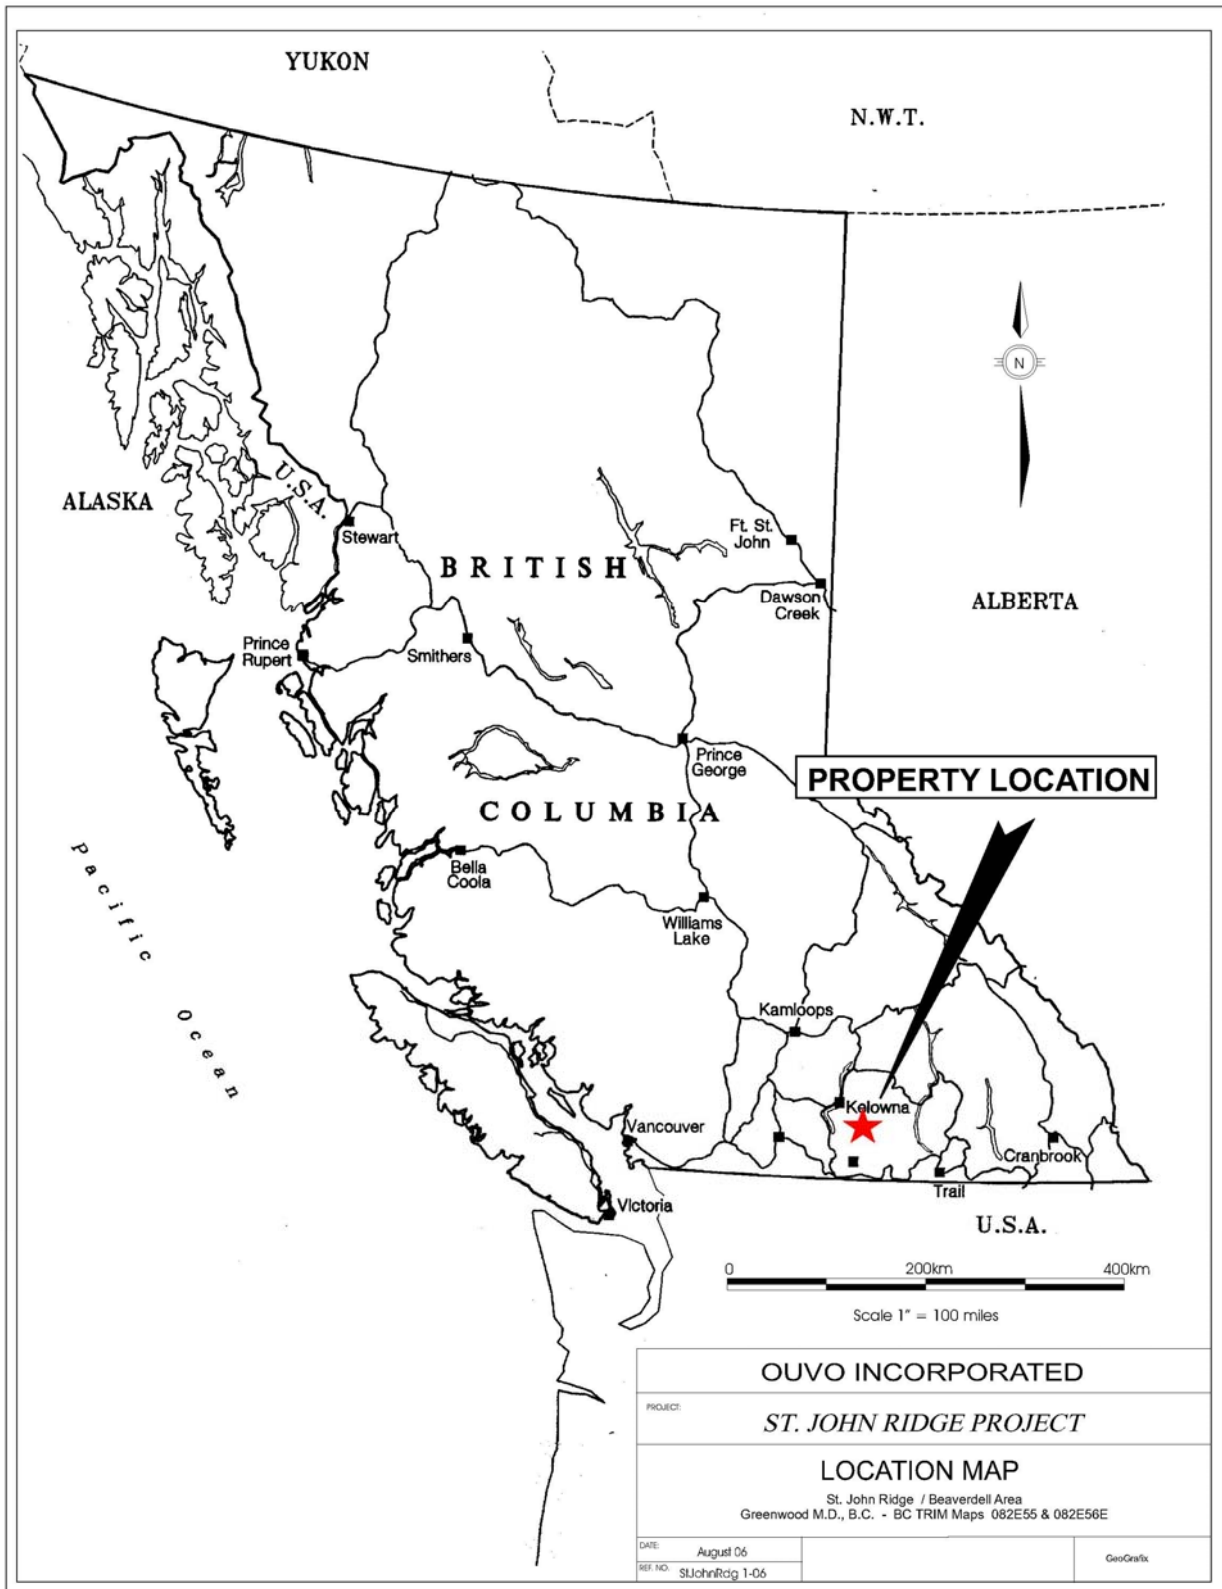 YUKON
N.W.T.
N
ALASKA
U.S.A.
Stewart
Ft. St.
John
BRITISH
Dawson
Creek
ALBERTA
Prince
Rupert
Smithers
Prince
George
PROPERTY LOCATION
COLUMBIA
Pacific Ocean
Bella
Coola
Williams
Lake
Kamloops
Kelowna
Vancouver
Cranbrook
Trail
Victoria
U.S.A.
0 200km 400km
Scale 1" = 100 miles
OUVO INCORPORATED
PROJECT:
ST. JOHN RIDGE PROJECT
LOCATION MAP
St. John Ridge / Beaverdell Area
Greenwood M.D., B.C. - BC TRIM Maps 082E55 & 082E56E
DATE: August 06
REF. NO. StJohnRdg 1-06
GeoGrafix